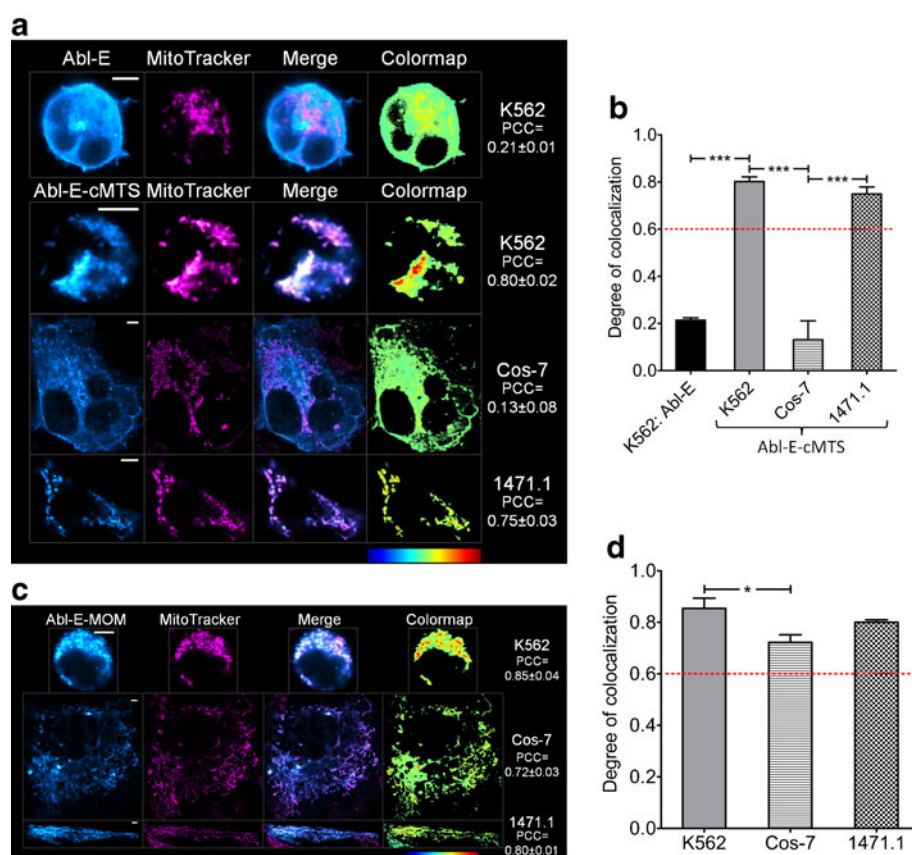 a
Abl-E MitoTracker Merge Colormap
K562
PCC=
0.21±0.01
Abl-E-cMTS MitoTracker Merge Colormap
K562
PCC=
0.80±0.02
Cos-7
PCC=
0.13±0.08
1471.1
PCC=
0.75±0.03
b
Degree of colocalization
1.0
0.8
0.6
0.4
0.2
0.0
*** *** ***
K562: Abl-E
K562
Cos-7
1471.1
Abl-E-cMTS
c
Abl-E-MOM MitoTracker Merge Colormap
K562
PCC=
0.85±0.04
Cos-7
PCC=
0.72±0.03
1471.1
PCC=
0.80±0.01
d
Degree of colocalization
1.0
0.8
0.6
0.4
0.8
0.0
*
K562 Cos-7 1471.1